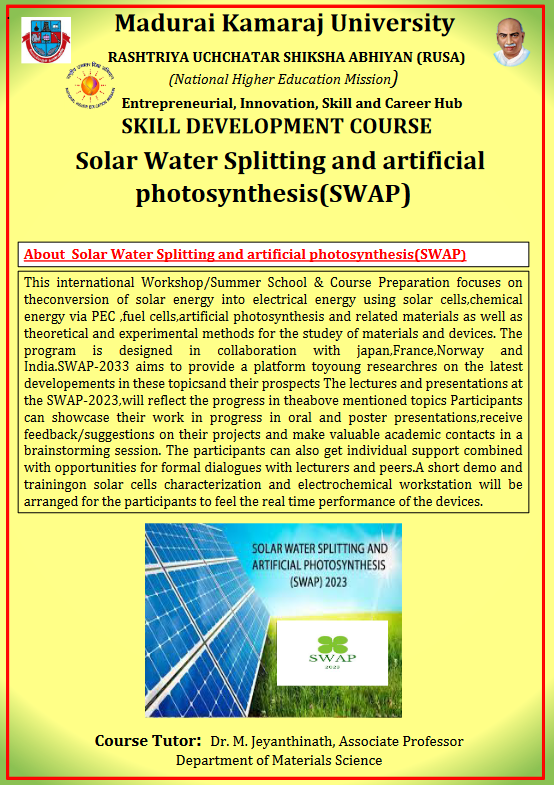 Madurai Kamaraj University
RASHTRIYA UCHCHATAR SHIKSHA ABHIYAN (RUSA)
(National Higher Education Mission)
Entrepreneurial, Innovation, Skill and Career Hub
SKILL DEVELOPMENT COURSE
Solar Water Splitting and artificial
photosynthesis(SWAP)
About Solar Water Splitting and artificial photosynthesis(SWAP)
This international Workshop/Summer School & Course Preparation focuses on
theconversion of solar energy into electrical energy using solar cells,chemical
energy via PEC ,fuel cells,artificial photosynthesis and related materials as well as
theoretical and experimental methods for the studey of materials and devices. The
program is designed in collaboration with japan,France,Norway and
India.SWAP-2033 aims to provide a platform toyoung researchres on the latest
developements in these topicsand their prospects The lectures and presentations at
the SWAP-2023,will reflect the progress in theabove mentioned topics Participants
can showcase their work in progress in oral and poster presentations,receive
feedback/suggestions on their projects and make valuable academic contacts in a
brainstorming session. The participants can also get individual support combined
with opportunities for formal dialogues with lecturers and peers.A short demo and
trainingon solar cells characterization and electrochemical workstation will be
arranged for the participants to feel the real time performance of the devices.
SOLAR WATER SPLITTING AND
ARTIFICIAL PHOTOSYNTHESIS
(SWAP) 2023
SWAP
2023
Course Tutor: Dr. M. Jeyanthinath, Associate Professor
Department of Materials Science